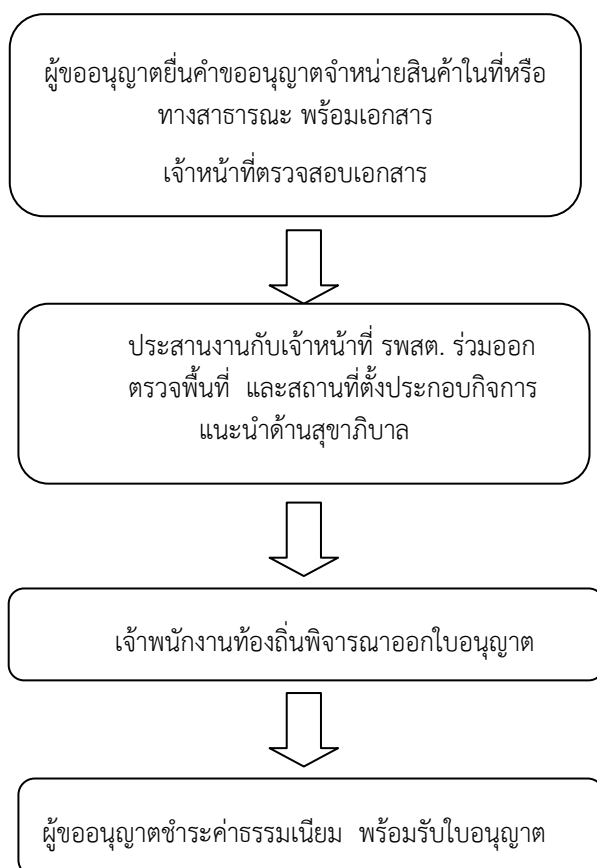 ผู้ขออนุญาตยื่นคำขออนุญาตจำหน่ายสินค้าในที่หรือ
ทางสาธารณะ พร้อมเอกสาร
เจ้าหน้าที่ตรวจสอบเอกสาร
ประสานงานกับเจ้าหน้าที่ รพสต. ร่วมออก
ตรวจพื้นที่ และสถานที่ตั้งประกอบกิจการ
แนะนำด้านสุขาภิบาล
เจ้าพนักงานท้องถิ่นพิจารณาออกใบอนุญาต
ผู้ขออนุญาตชำระค่าธรรมเนียม พร้อมรับใบอนุญาต